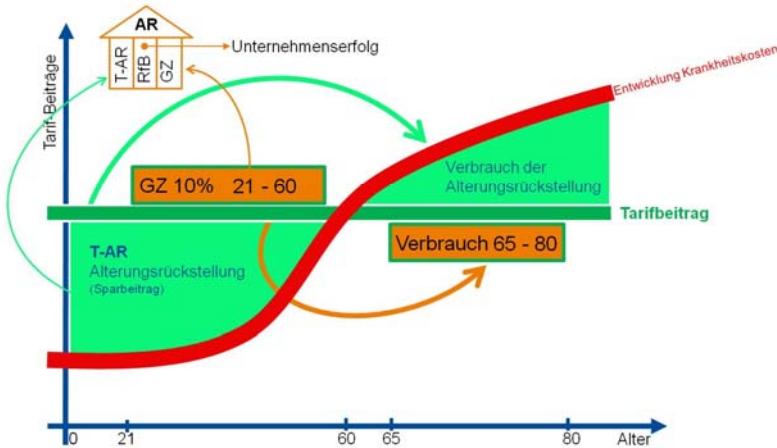 AR
T-AR
RfB
GZ
Unternehmenserfolg
Tarif-Beiträge
Entwicklung Krankheitskosten
GZ 10% 21 - 60
Verbrauch der
Alterungsrückstellung
Tarifbeitrag
T-AR
Alterungsrückstellung
(Sparbeitrag)
Verbrauch 65 - 80
0
21
60
65
80
Alter